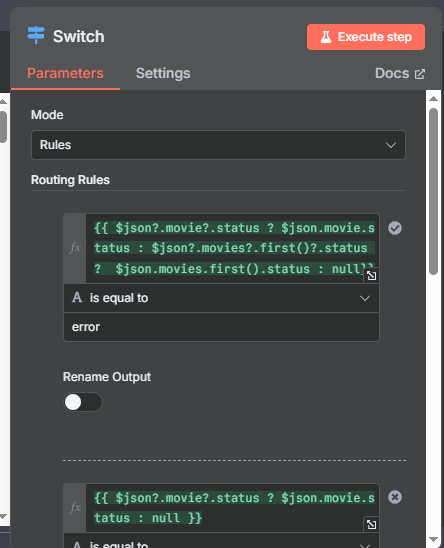 Switch
Execute step
Parameters
Settings
Docs
Mode
Rules
Routing Rules
fx
{{ $json?.movie?.status ? $json.movie.s
tatus : $json?.movies?.first()?.status
?  $json.movies.first().status : null}}
A is equal to
error
Rename Output
fx
{{ $json?.movie?.status ? $json.movie.s
tatus : null }}
A is equal to